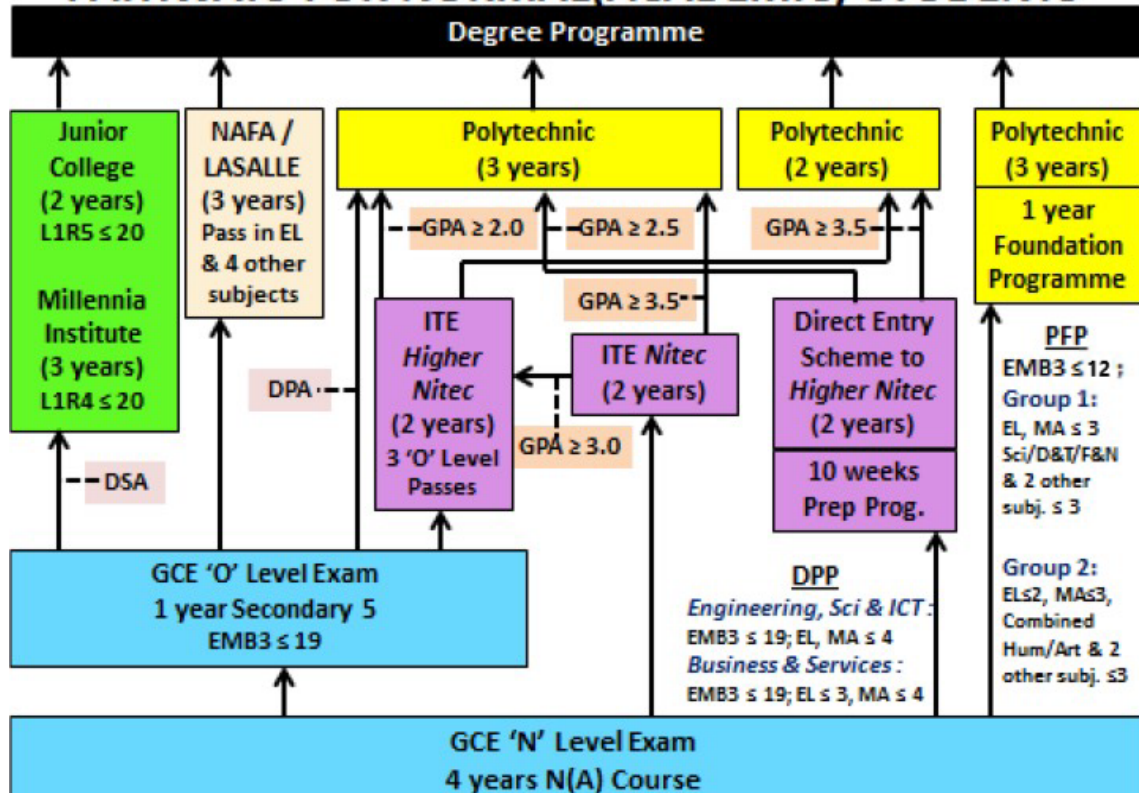 Degree Programme
Junior
College
(2 years)
L1R5 ≤ 20
Millennia
Institute
(3 years)
L1R4 ≤ 20
NAFA /
LASALLE
(3 years)
Pass in EL
& 4 other
subjects
Polytechnic
(3 years)
Polytechnic
(2 years)
Polytechnic
(3 years)
1 year
Foundation
Programme
GPA ≥ 2.0
GPA ≥ 2.5
GPA ≥ 3.5
GPA ≥ 3.5
ITE
Higher
Nitec
(2 years)
3 'O' Level
Passes
ITE Nitec
(2 years)
GPA ≥ 3.0
Direct Entry
Scheme to
Higher Nitec
(2 years)
10 weeks
Prep Prog.
DPA
DSA
PFP
EMB3 ≤ 12 ;
Group 1:
EL, MA ≤ 3
Sci/D&T/F&N
& 2 other
subj. ≤ 3
Group 2:
EL≤2, MA≤3,
Combined
Hum/Art & 2
other subj. ≤3
DPP
Engineering, Sci & ICT :
EMB3 ≤ 19; EL, MA ≤ 4
Business & Services :
EMB3 ≤ 19; EL ≤ 3, MA ≤ 4
GCE 'O' Level Exam
1 year Secondary 5
EMB3 ≤ 19
GCE 'N' Level Exam
4 years N(A) Course